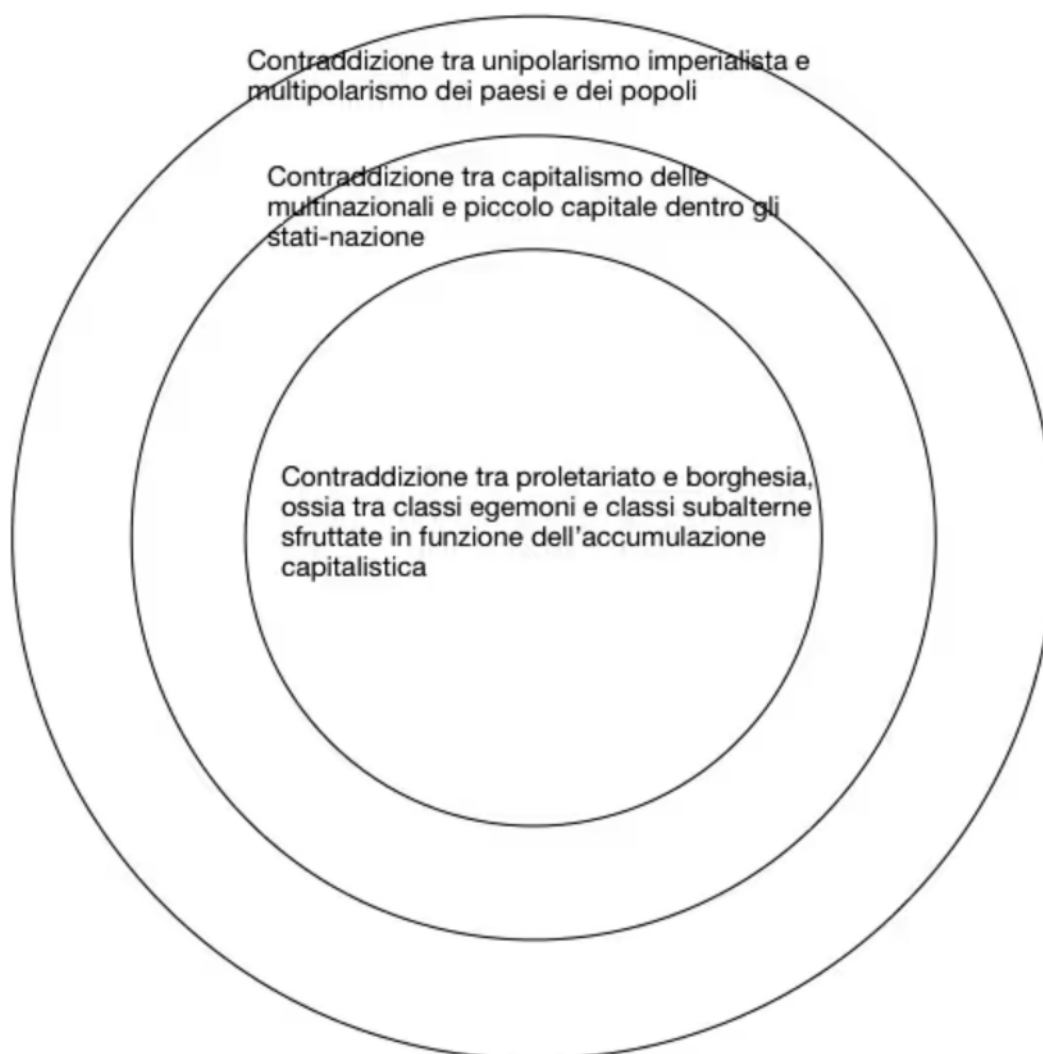 Contraddizione tra unipolarismo imperialista e
multipolarismo dei paesi e dei popoli
Contraddizione tra capitalismo delle
multinazionali e piccolo capitale dentro gli
stati-nazione
Contraddizione tra proletariato e borghesia,
ossia tra classi egemoni e classi subalterne
sfruttate in funzione dell’accumulazione
capitalistica